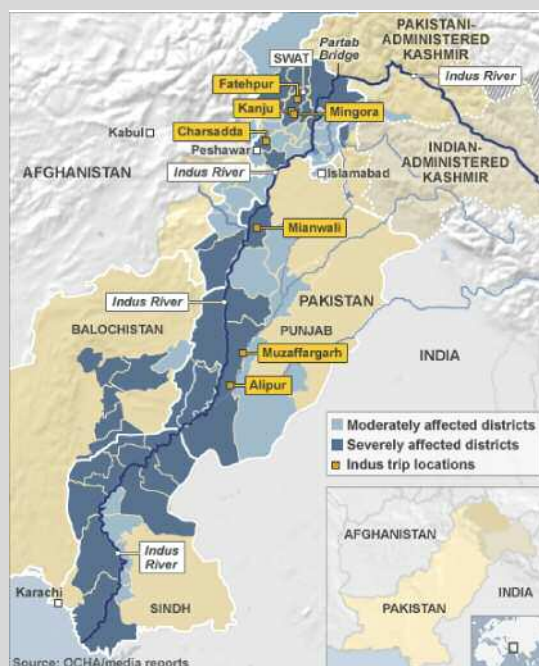 PAKISTANI-
ADMINISTERED
KASHMIR
Partab
Bridge
SWAT
Indus River
Fatehpur
Kanju
Mingora
Charsadda
Kabul
Peshawar
AFGHANISTAN
Indus River
Islamabad
INDIAN-
ADMINISTERED
KASHMIR
Mianwali
Indus River
PAKISTAN
BALOCHISTAN
PUNJAB
INDIA
Muzaffargarh
Alipur
Moderately affected districts
Severely affected districts
Indus trip locations
Indus
River
Karachi
SINDH
AFGHANISTAN
INDIA
PAKISTAN
Source: OCHA/media reports